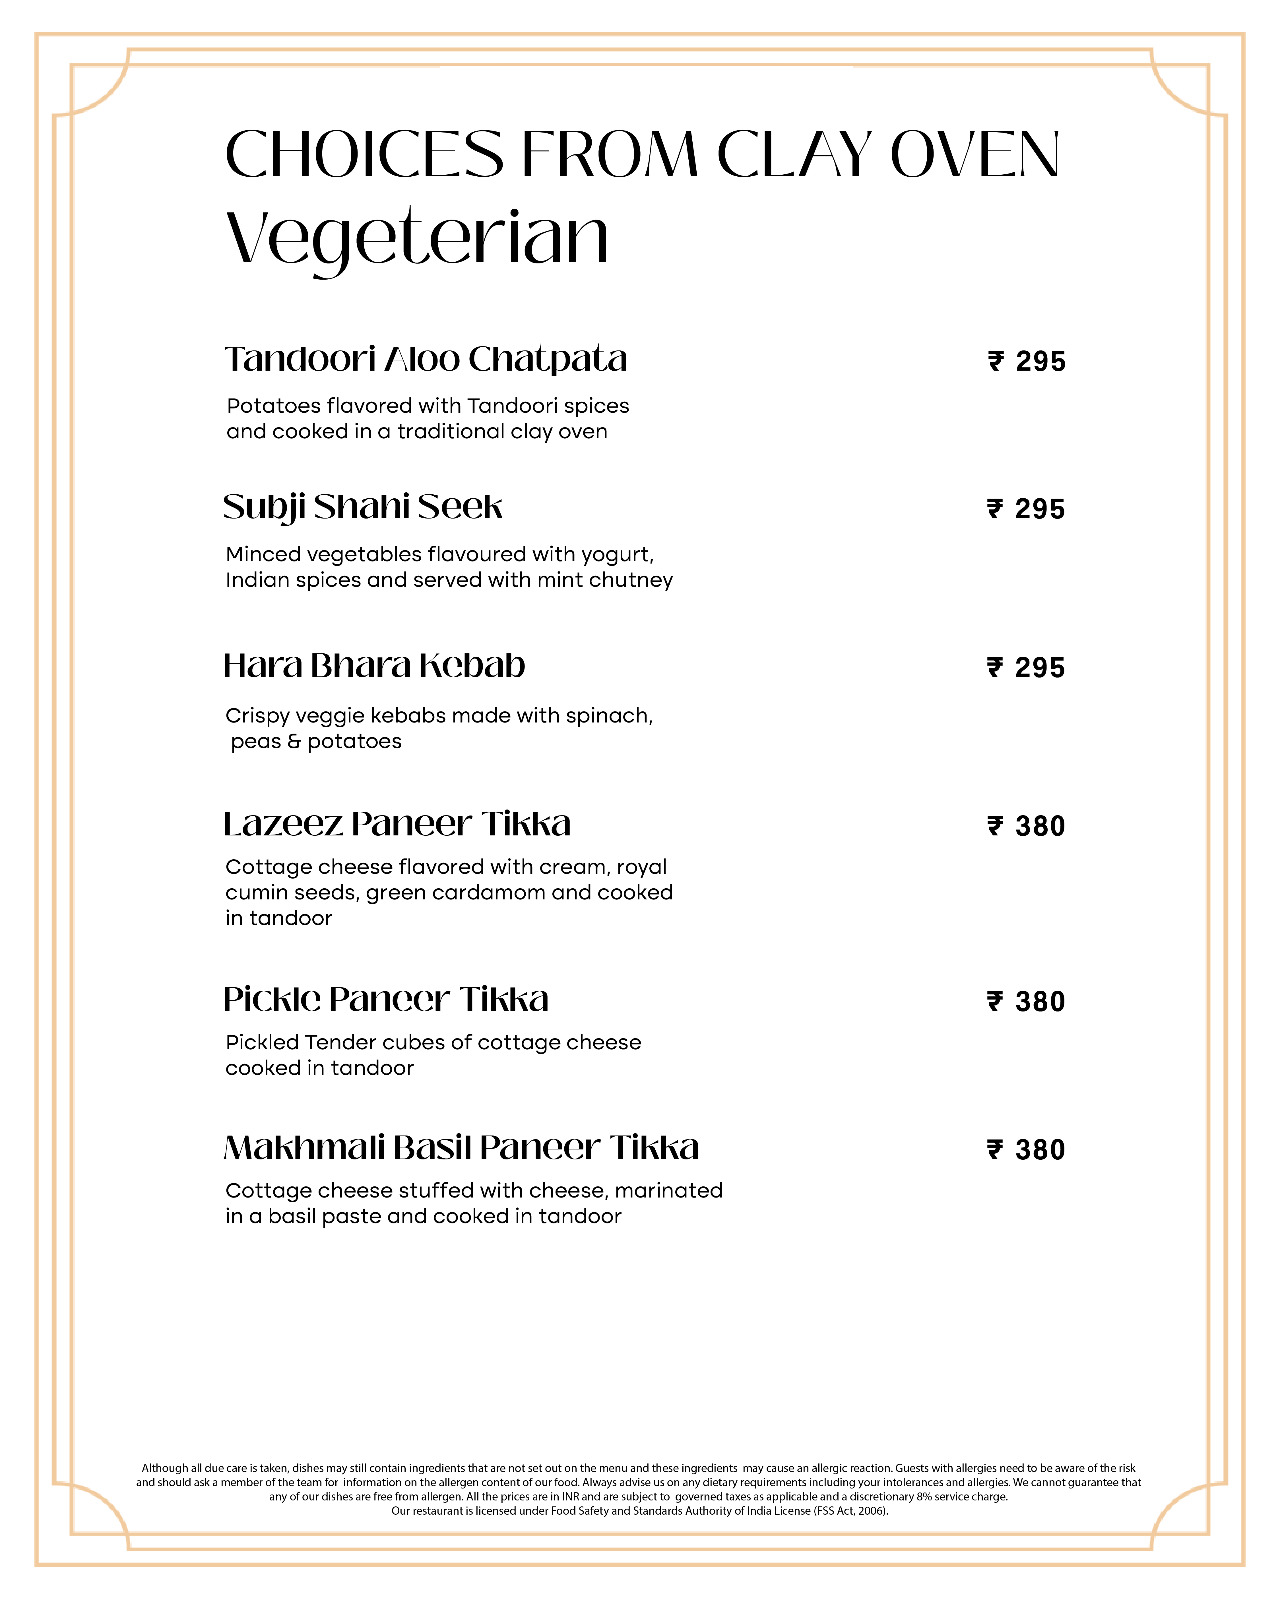 CHOICES FROM CLAY OVEN
Vegeterian
Tandoori Aloo Chatpata ₹ 295
Potatoes flavored with Tandoori spices
and cooked in a traditional clay oven
Subji Shahi Seek ₹ 295
Minced vegetables flavoured with yogurt,
Indian spices and served with mint chutney
Hara Bhara Kebab ₹ 295
Crispy veggie kebabs made with spinach,
peas & potatoes
Lazeez Paneer Tikka ₹ 380
Cottage cheese flavored with cream, royal
cumin seeds, green cardamom and cooked
in tandoor
Pickle Paneer Tikka ₹ 380
Pickled Tender cubes of cottage cheese
cooked in tandoor
Makhmali Basil Paneer Tikka ₹ 380
Cottage cheese stuffed with cheese, marinated
in a basil paste and cooked in tandoor
Although all due care is taken, dishes may still contain ingredients that are not set out on the menu and these ingredients may cause an allergic reaction. Guests with allergies need to be aware of the risk
and should ask a member of the team for information on the allergen content of our food. Always advise us on any dietary requirements including your intolerances and allergies. We cannot guarantee that
any of our dishes are free from allergen. All the prices are in INR and are subject to governed taxes as applicable and a discretionary 8% service charge.
Our restaurant is licensed under Food Safety and Standards Authority of India License (FSS Act, 2006).